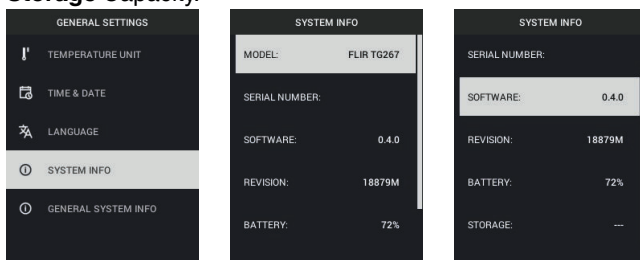 Storage Capacity.
GENERAL SETTINGS
TEMPERATURE UNIT
TIME & DATE
LANGUAGE
SYSTEM INFO
GENERAL SYSTEM INFO
SYSTEM INFO
MODEL: FLIR TG267
SERIAL NUMBER:
SOFTWARE: 0.4.0
REVISION: 18879M
BATTERY: 72%
SYSTEM INFO
SERIAL NUMBER:
SOFTWARE: 0.4.0
REVISION: 18879M
BATTERY: 72%
STORAGE: ---